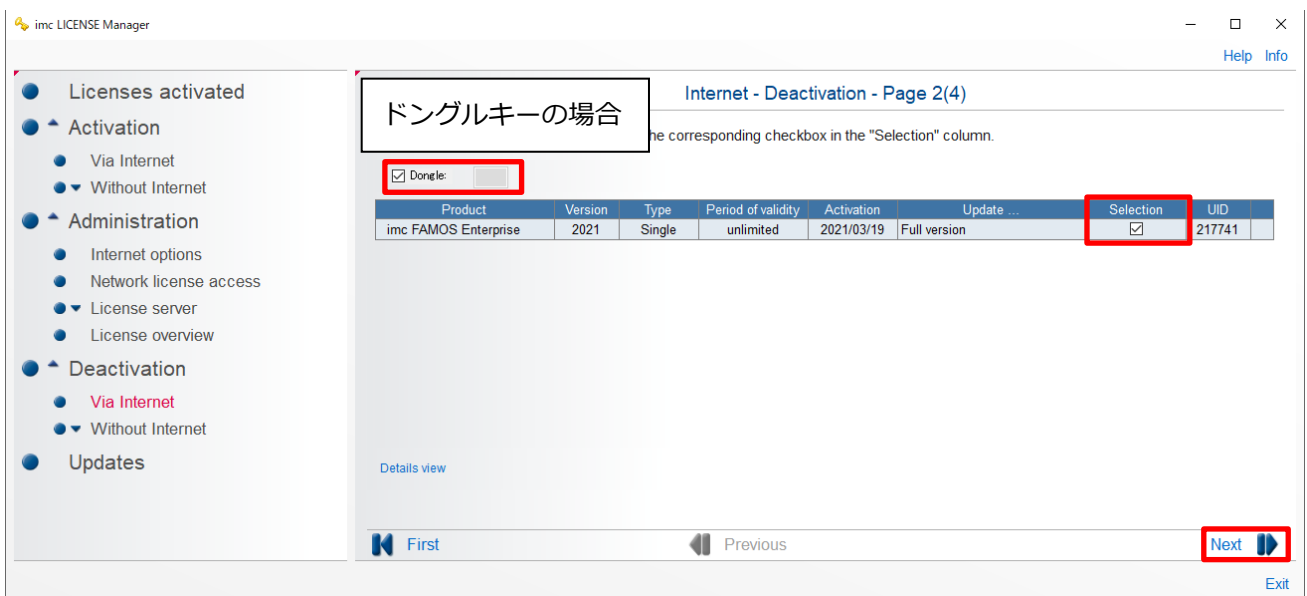 imc LICENSE Manager
Help Info
Licenses activated
Activation
Via Internet
Without Internet
Administration
Internet options
Network license access
License server
License overview
Deactivation
Via Internet
Without Internet
Updates
ドングルキーの場合
Internet - Deactivation - Page 2(4)
he corresponding checkbox in the "Selection" column.
Dongle:
Product Version Type Period of validity Activation Update ... Selection UID
imc FAMOS Enterprise 2021 Single unlimited 2021/03/19 Full version 217741
Details view
First Previous Next
Exit